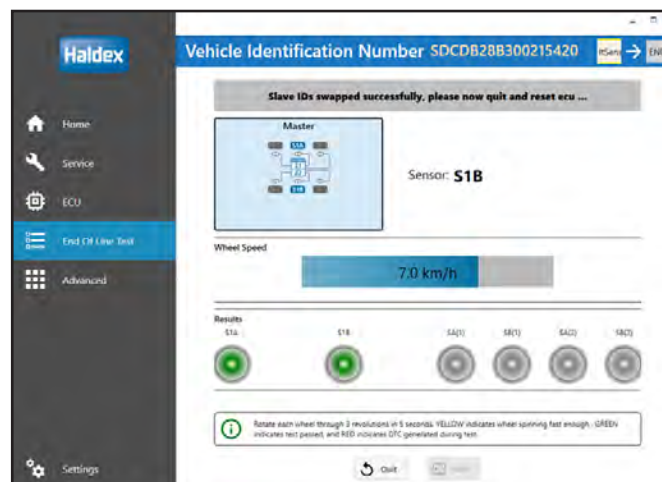 Haldex
Vehicle Identification Number SDCDB28B300215420
END
Slave IDs swapped successfully, please now quit and reset ecu ...
Home
Service
ECU
End Of Line Test
Advanced
Settings
Master
S1A
S1B
Sensor: S1B
Wheel Speed
7.0 km/h
Results
S1A S1B SA(1) SB(1) SA(2) SB(2)
Rotate each wheel through 3 revolutions in 5 seconds. YELLOW indicates wheel spinning fast enough, GREEN
indicates test passed, and RED indicates DTC generated during test.
Quit